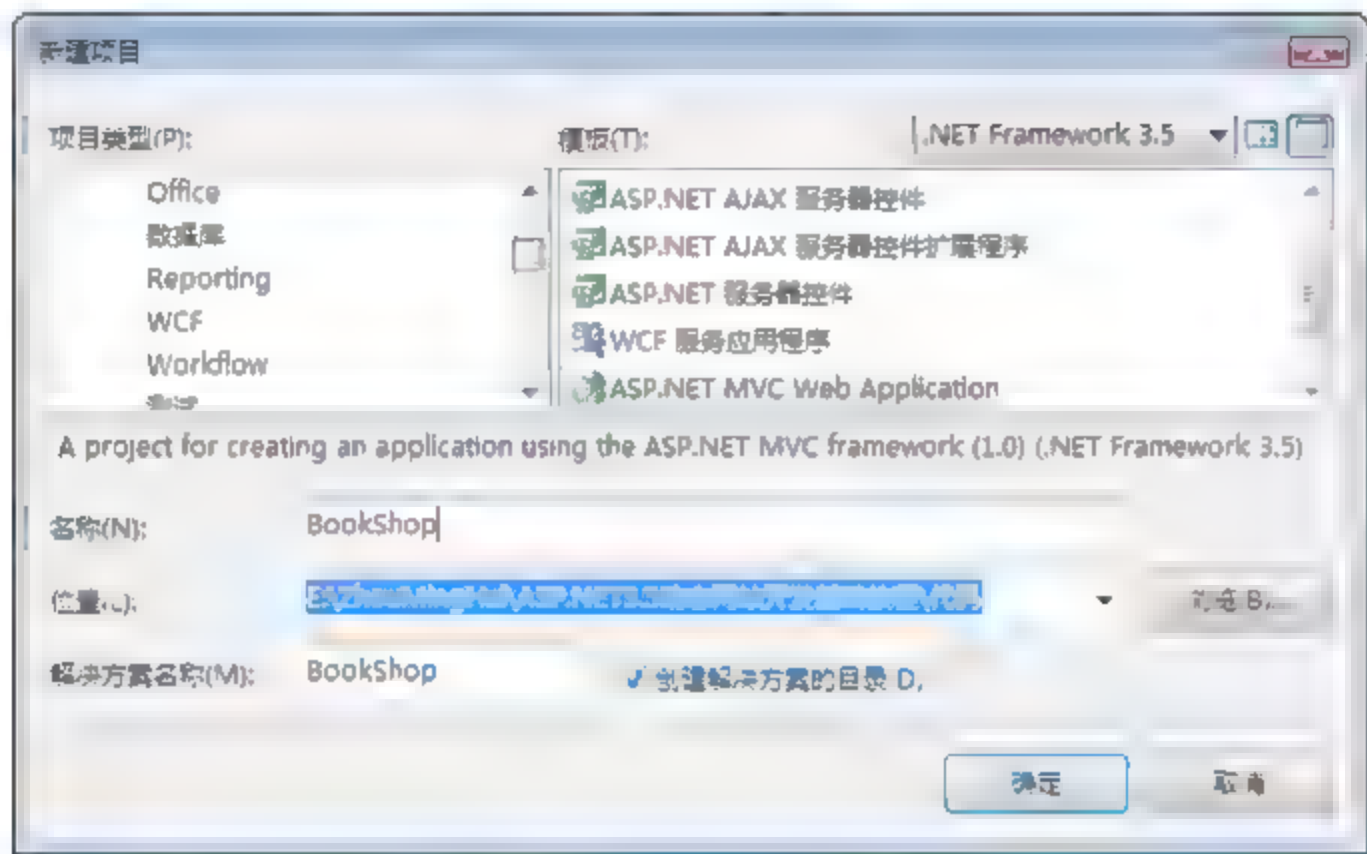 新建项目
项目类型(P):
模板(T):
.NET Framework 3.5
Office
数据库
Reporting
WCF
Workflow
测试
ASP.NET AJAX 服务器控件
ASP.NET AJAX 服务器控件扩展程序
ASP.NET 服务器控件
WCF 服务应用程序
ASP.NET MVC Web Application
A project for creating an application using the ASP.NET MVC framework (1.0) (.NET Framework 3.5)
名称(N):
BookShop
位置(L):
解决方案名称(M):
BookShop
创建解决方案的目录(D)
确定
取消